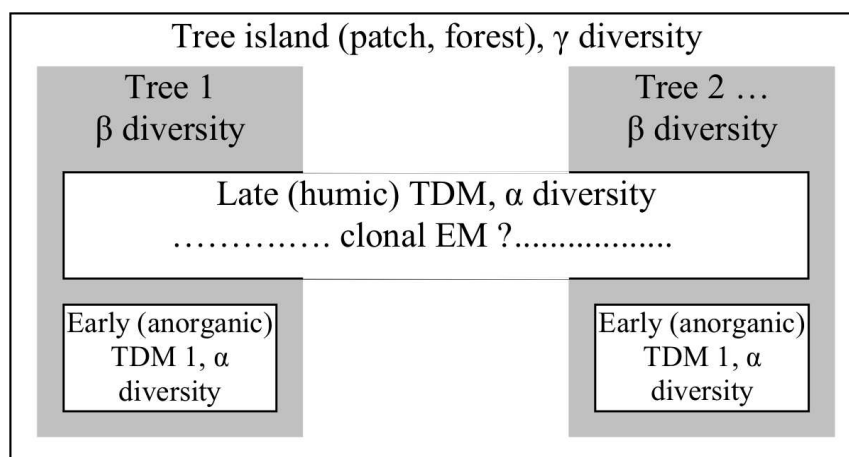 Tree island (patch, forest), γ diversity
Tree 1
β diversity
Tree 2 …
β diversity
Late (humic) TDM, α diversity
………….. clonal EM ?...................
Early (anorganic)
TDM 1, α
diversity
Early (anorganic)
TDM 1, α
diversity